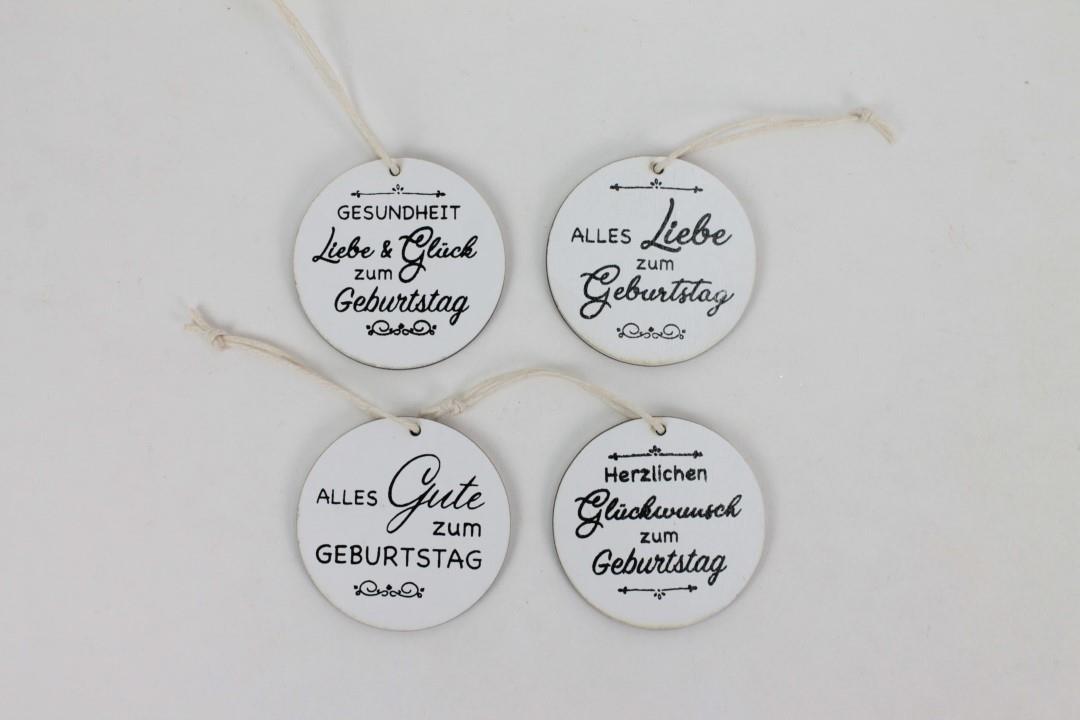 GESUNDHEIT
Liebe & Glück
zum
Geburtstag
ALLES Liebe
zum
Geburtstag
ALLES Gute
zum
GEBURTSTAG
Herzlichen
Glückwunsch
zum
Geburtstag